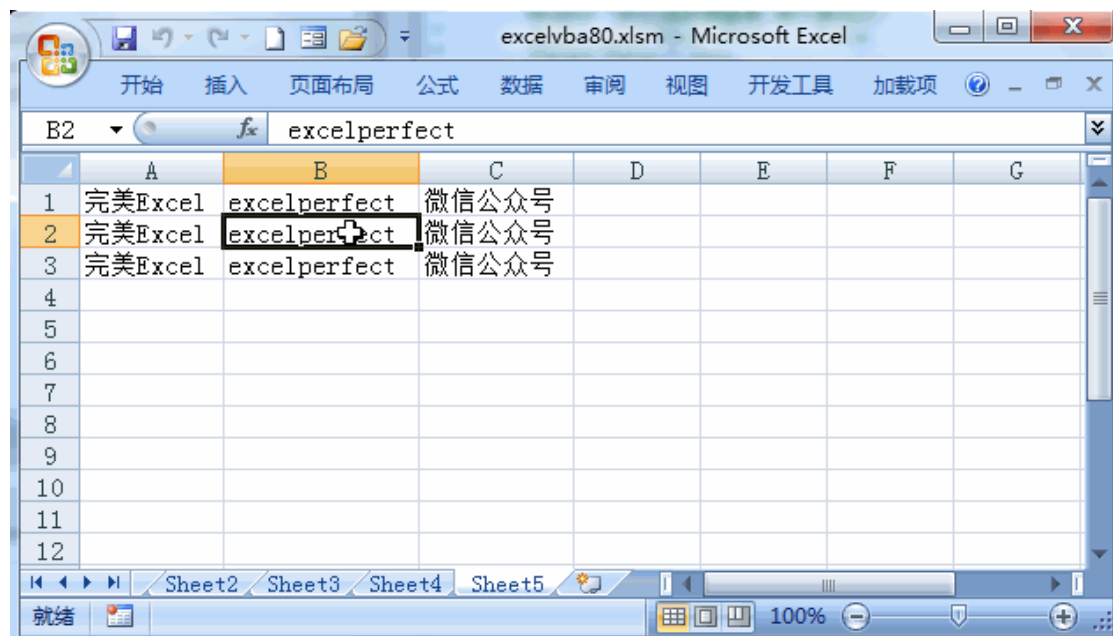 excelvba80.xlsm - Microsoft Excel
开始 插入 页面布局 公式 数据 审阅 视图 开发工具 加载项
B2 fx excelperfect
A B C D E F G
1 完美Excel excelperfect 微信公众号
2 完美Excel excelperfect 微信公众号
3 完美Excel excelperfect 微信公众号
4
5
6
7
8
9
10
11
12
Sheet2 Sheet3 Sheet4 Sheet5
就绪 100%